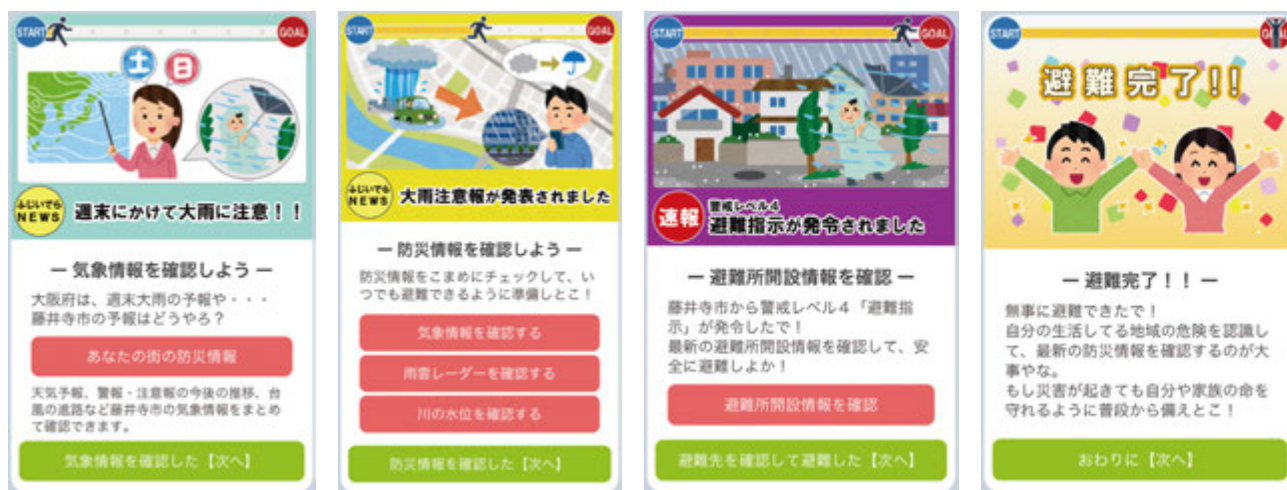 START
GOAL
土
日
ふじいでら
NEWS
週末にかけて大雨に注意！！
― 気象情報を確認しよう ―
大阪府は、週末大雨の予報や・・・
藤井寺市の予報はどうやろ？
あなたの街の防災情報
天気予報、警報・注意報の今後の推移、台
風の進路など藤井寺市の気象情報をまとめ
て確認できます。
気象情報を確認した【次へ】
START
GOAL
ふじいでら
NEWS
大雨注意報が発表されました
― 防災情報を確認しよう ―
防災情報をこまめにチェックして、い
つでも避難できるように準備しとこ！
気象情報を確認する
雨雲レーダーを確認する
川の水位を確認する
防災情報を確認した【次へ】
START
GOAL
速報
警戒レベル4
避難指示が発令されました
― 避難所開設情報を確認 ―
藤井寺市から警戒レベル４「避難指
示」が発令したで！
最新の避難所開設情報を確認して、安
全に避難しよか！
避難所開設情報を確認
避難先を確認して避難した【次へ】
START
GOAL
避難完了!!
― 避難完了！！ ―
無事に避難できたで！
自分の生活してる地域の危険を認識し
て、最新の防災情報を確認するのが大
事やな。
もし災害が起きても自分や家族の命を
守れるように普段から備えとこ！
おわりに【次へ】